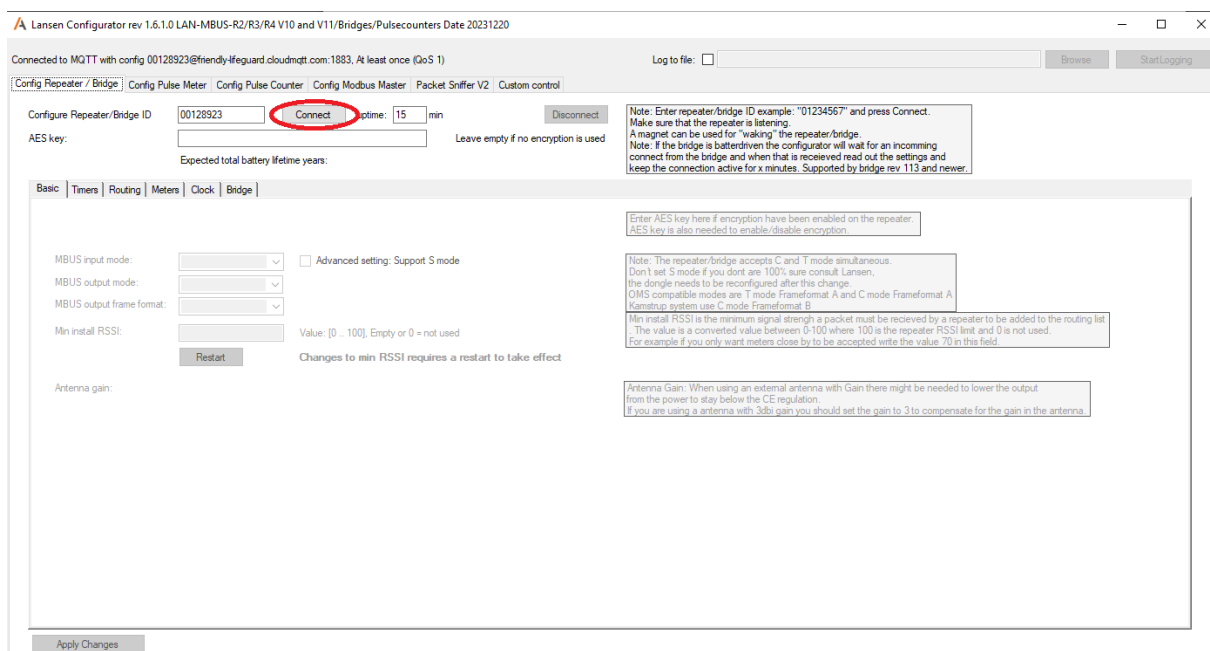 Lansen Configurator rev 1.6.1.0 LAN-MBUS-R2/R3/R4 V10 and V11/Bridges/Pulsecounters Date 20231220
Connected to MQTT with config 00128923@friendly-lifeguard.cloudmqtt.com:1883, At least once (QoS 1)
Log to file:
Browse
StartLogging
Config Repeater / Bridge
Config Pulse Meter
Config Pulse Counter
Config Modbus Master
Packet Sniffer V2
Custom control
Configure Repeater/Bridge ID
00128923
Connect
uptime:
15
min
Disconnect
AES key:
Leave empty if no encryption is used
Expected total battery lifetime years:
Note: Enter repeater/bridge ID example: "01234567" and press Connect.
Make sure that the repeater is listening.
A magnet can be used for "waking" the repeater/bridge.
Note: If the bridge is batterdriven the configurator will wait for an incomming
connect from the bridge and when that is receieved read out the settings and
keep the connection active for x minutes. Supported by bridge rev 113 and newer.
Basic
Timers
Routing
Meters
Clock
Bridge
Enter AES key here if encryption have been enabled on the repeater.
AES key is also needed to enable/disable encryption.
MBUS input mode:
Advanced setting: Support S mode
MBUS output mode:
MBUS output frame format:
Note: The repeater/bridge accepts C and T mode simultaneous.
Don't set S mode if you dont are 100% sure consult Lansen,
the dongle needs to be reconfigured after this change.
OMS compatible modes are T mode Frameformat A and C mode Frameformat A
Kamstrup system use C mode Frameformat B
Min install RSSI:
Value: [0 .. 100], Empty or 0 = not used
Restart
Changes to min RSSI requires a restart to take effect
Min install RSSI is the minimum signal strengh a packet must be recieved by a repeater to be added to the routing list
. The value is a converted value between 0-100 where 100 is the repeater RSSI limit and 0 is not used.
For example if you only want meters close by to be accepted write the value 70 in this field.
Antenna gain:
Antenna Gain: When using an external antenna with Gain there might be needed to lower the output
from the power to stay below the CE regulation.
If you are using a antenna with 3dbi gain you should set the gain to 3 to compensate for the gain in the antenna.
Apply Changes